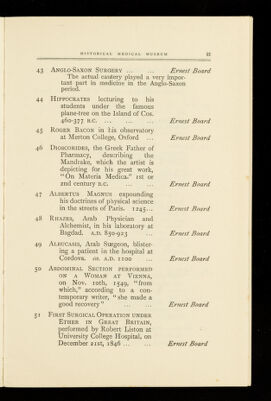 HISTORICAL MEDICAL MUSEUM
43 ANGLO-SAXON SURGERY ... ... Ernest Board
The actual cautery played a very impor-
tant part in medicine in the Anglo-Saxon
period.
44 HIPPOCRATES lecturing to his
students under the famous
plane-tree on the Island of Cos.
460-377 B.C. ... ... ... Ernest Board
45 ROGER BACON in his observatory
at Merton College, Oxford ... Ernest Board
46 DIOSCORIDES, the Greek Father of
Pharmacy, describing the
Mandrake, which the artist is
depicting for his great work,
"On Materia Medica." 1st or
2nd century B.C. ... ... Ernest Board
47 ALBERTUS MAGNUS expounding
his doctrines of physical science
in the streets of Paris. 1245... Ernest Board
48 RHAZES, Arab Physician and
Alchemist, in his laboratory at
Bagdad. A.D. 850-923 ... Ernest Board
49 ALBUCASIS, Arab Surgeon, blister-
ing a patient in the hospital at
Cordova. ca. A.D. 1100 ... Ernest Board
50 ABDOMINAL SECTION PERFORMED
ON A WOMAN AT VIENNA,
on Nov. 10th, 1549, "from
which," according to a con-
temporary writer, "she made a
good recovery" ... ... Ernest Board
51 FIRST SURGICAL OPERATION UNDER
ETHER IN GREAT BRITAIN,
performed by Robert Liston at
University College Hospital, on
December 21st, 1846 ... ... Ernest Board